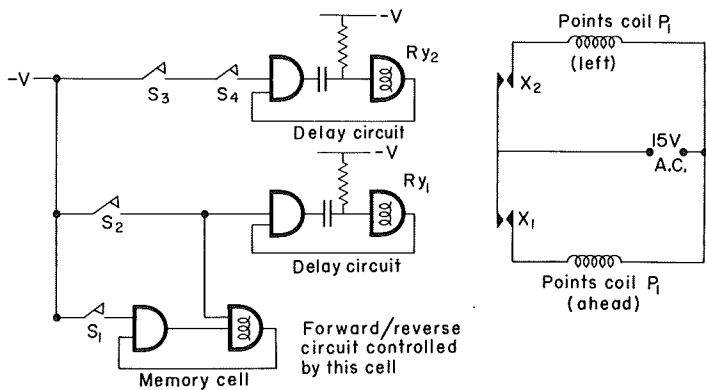 -V
Ry2
-V
S3
S4
Delay circuit
-V
Ry1
S2
Delay circuit
S1
Memory cell
Forward/reverse
circuit controlled
by this cell
Points coil P1
(left)
X2
15V
A.C.
X1
Points coil P1
(ahead)